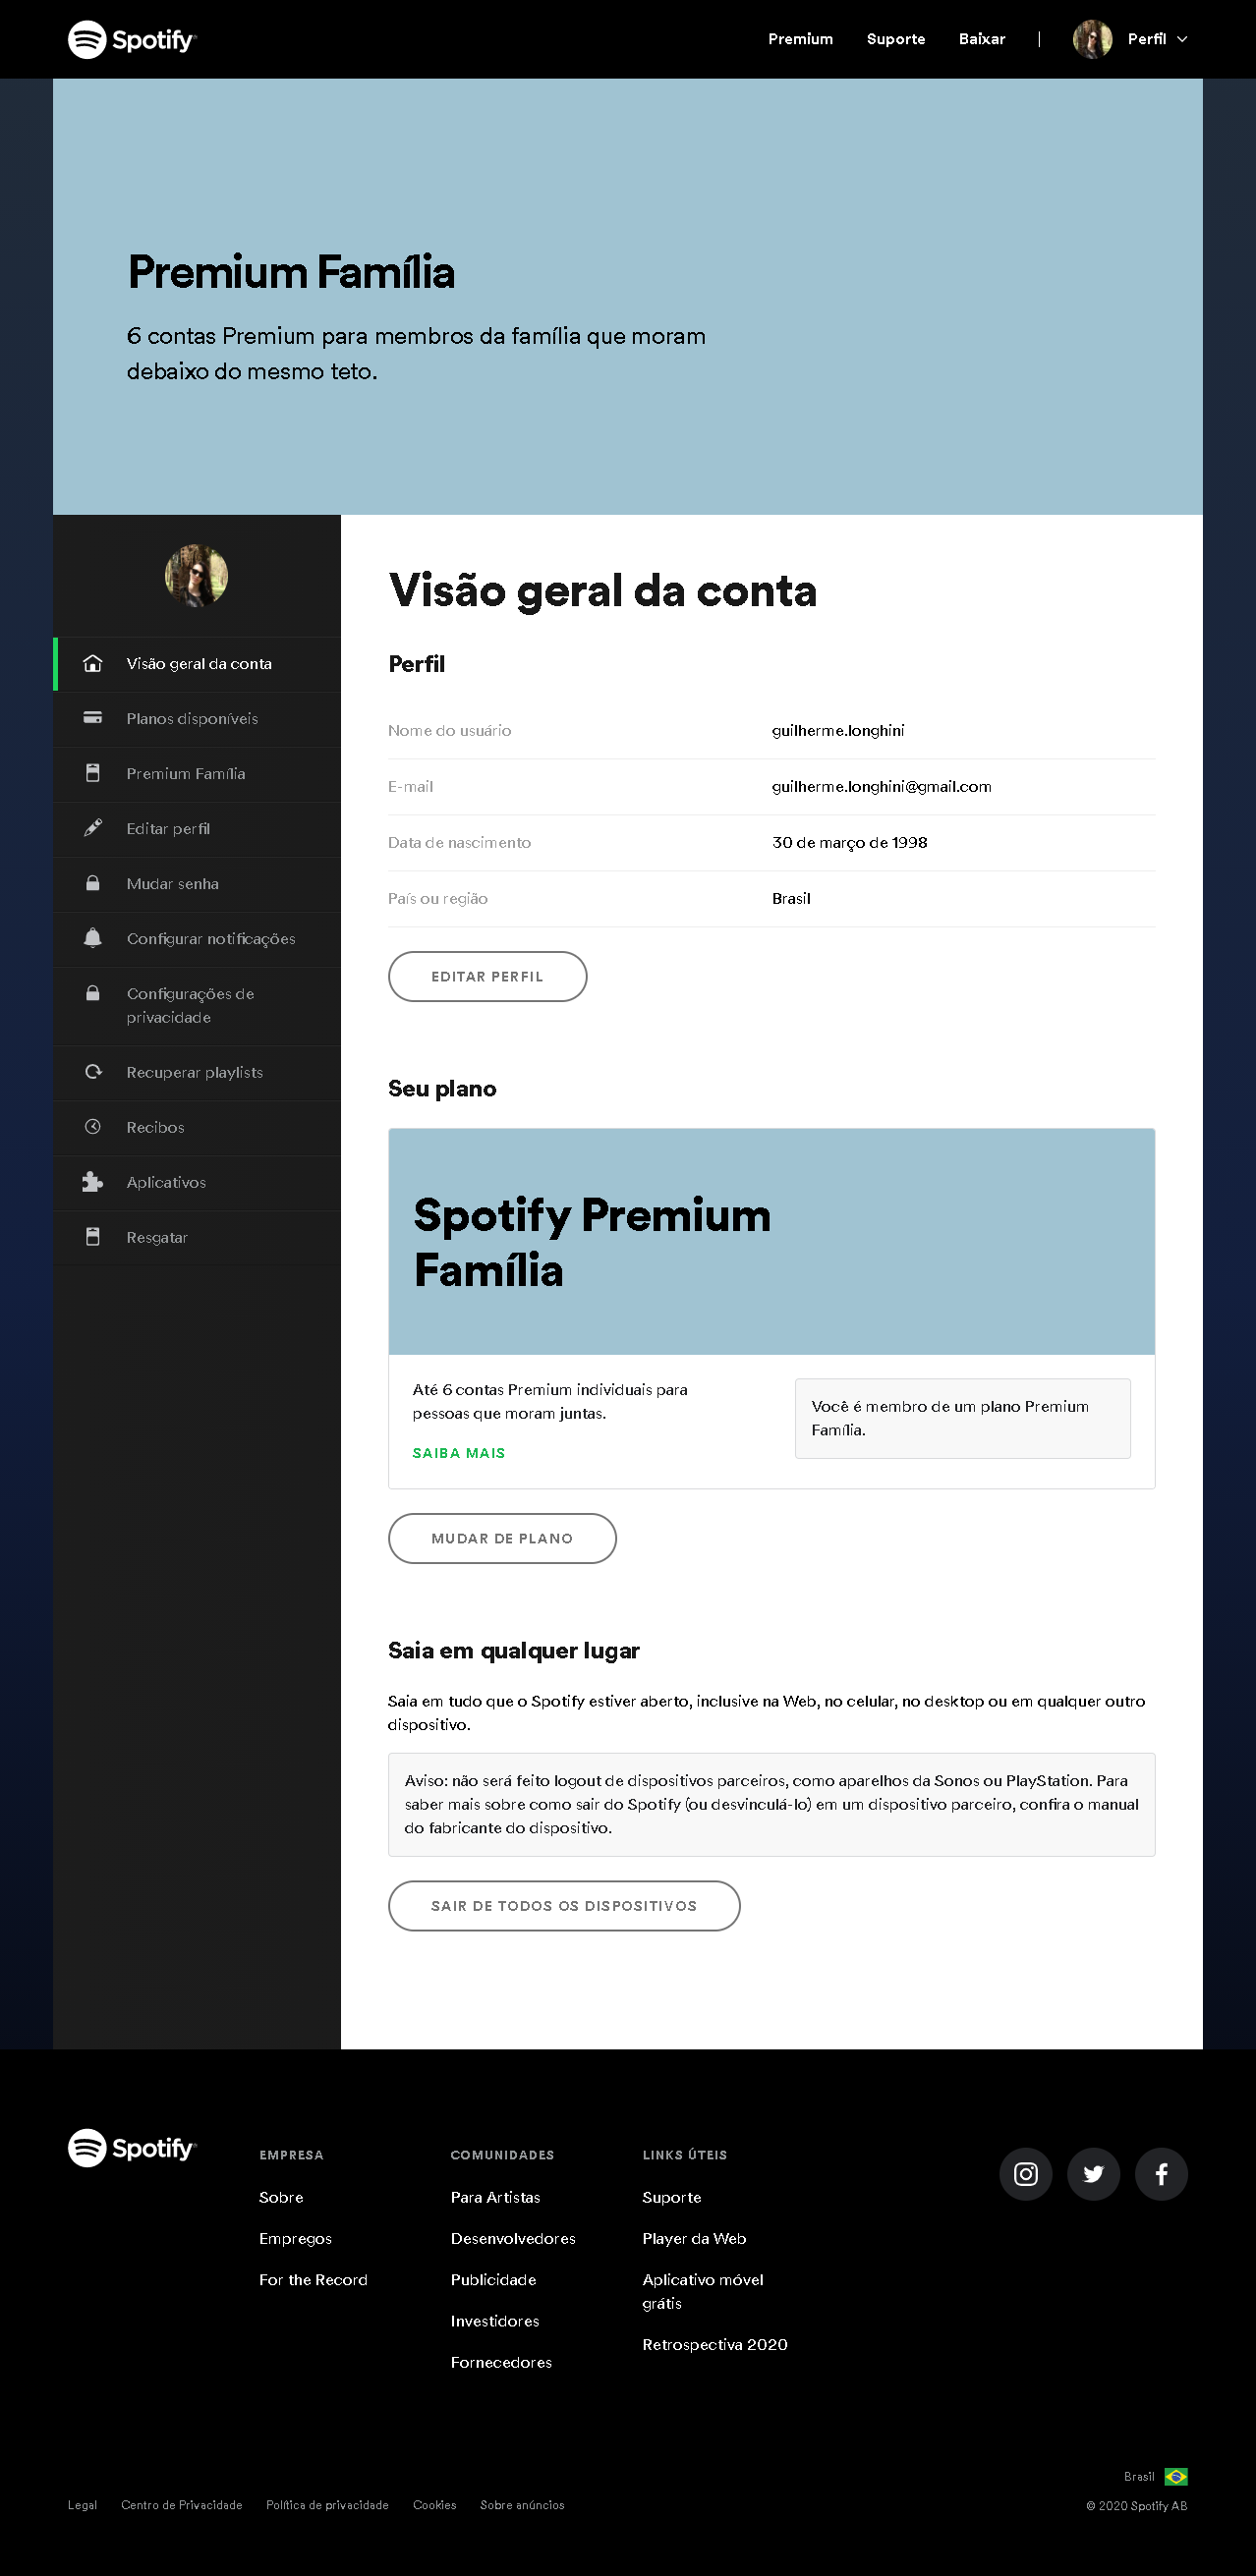 Spotify
Premium
Suporte
Baixar
Perfil
Premium Família
6 contas Premium para membros da família que moram
debaixo do mesmo teto.
Visão geral da conta
Planos disponíveis
Premium Família
Editar perfil
Mudar senha
Configurar notificações
Configurações de
privacidade
Recuperar playlists
Recibos
Aplicativos
Resgatar
Visão geral da conta
Perfil
Nome do usuário
guilherme.longhini
E-mail
guilherme.longhini@gmail.com
Data de nascimento
30 de março de 1998
País ou região
Brasil
EDITAR PERFIL
Seu plano
Spotify Premium
Família
Até 6 contas Premium individuais para
pessoas que moram juntas.
SAIBA MAIS
Você é membro de um plano Premium
Família.
MUDAR DE PLANO
Saia em qualquer lugar
Saia em tudo que o Spotify estiver aberto, inclusive na Web, no celular, no desktop ou em qualquer outro
dispositivo.
Aviso: não será feito logout de dispositivos parceiros, como aparelhos da Sonos ou PlayStation. Para
saber mais sobre como sair do Spotify (ou desvinculá-lo) em um dispositivo parceiro, confira o manual
do fabricante do dispositivo.
SAIR DE TODOS OS DISPOSITIVOS
Spotify
EMPRESA
Sobre
Empregos
For the Record
COMUNIDADES
Para Artistas
Desenvolvedores
Publicidade
Investidores
Fornecedores
LINKS ÚTEIS
Suporte
Player da Web
Aplicativo móvel
grátis
Retrospectiva 2020
Brasil
Legal
Centro de Privacidade
Política de privacidade
Cookies
Sobre anúncios
© 2020 Spotify AB